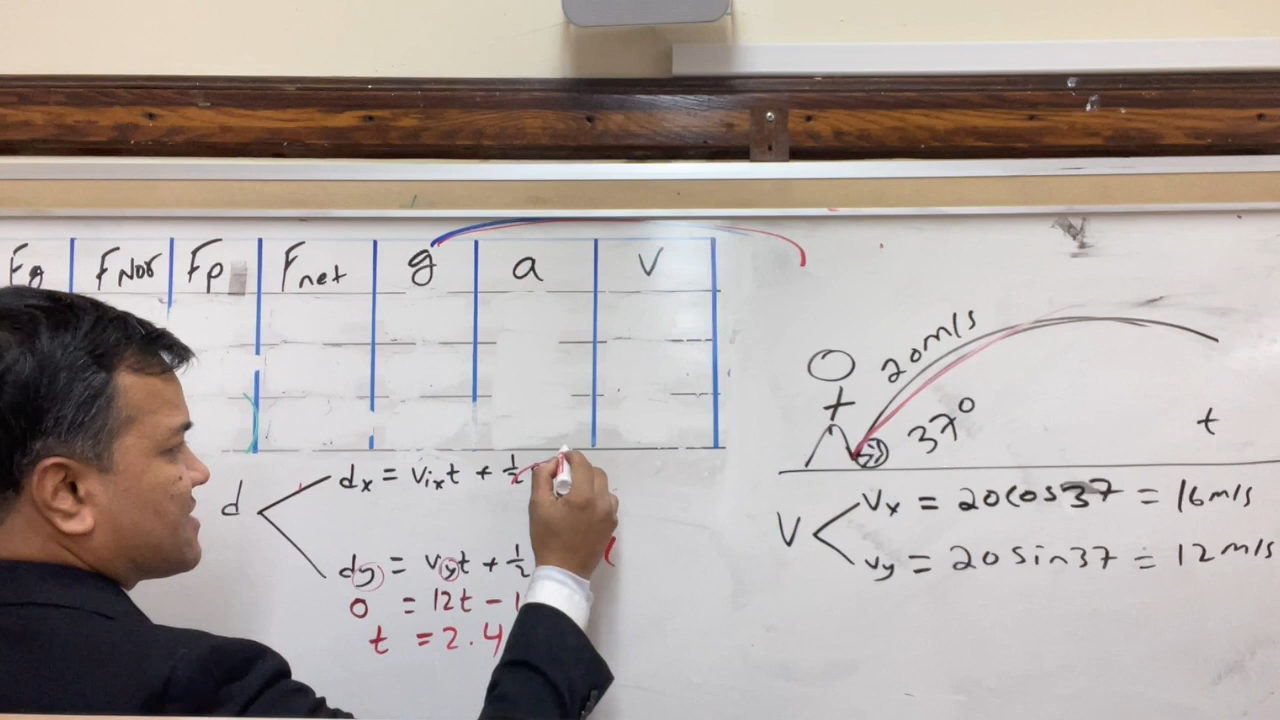 Fg FNor Fp Fnet g a v
20m/s
37°
t
d
dx = vixt + 1/2
dy = vyt + 1/2
0 = 12t - 1
t = 2.4
V
Vx = 20cos37 = 16m/s
Vy = 20sin37 = 12m/s